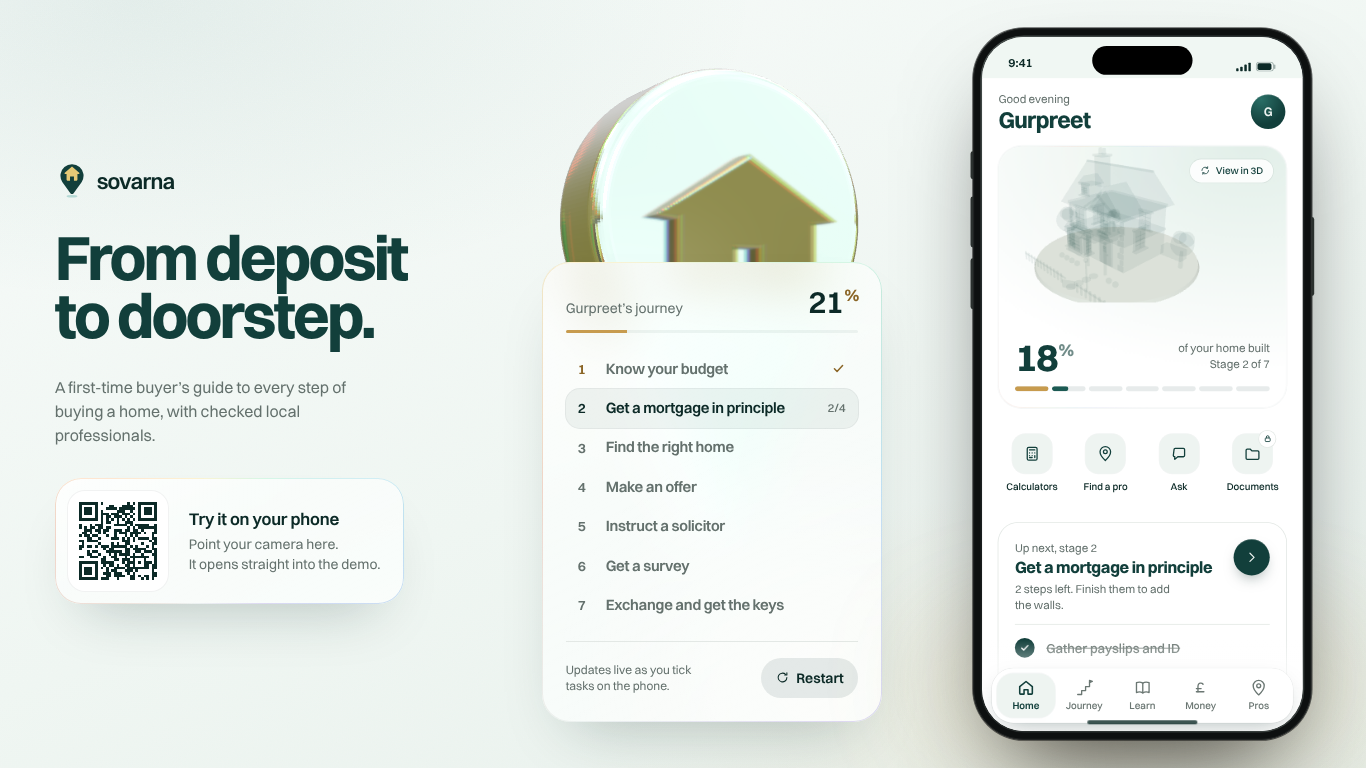 sovarna
From deposit
to doorstep.
A first-time buyer’s guide to every step of
buying a home, with checked local
professionals.
Try it on your phone
Point your camera here.
It opens straight into the demo.
Gurpreet’s journey
21%
1 Know your budget
2 Get a mortgage in principle 2/4
3 Find the right home
4 Make an offer
5 Instruct a solicitor
6 Get a survey
7 Exchange and get the keys
Updates live as you tick
tasks on the phone.
Restart
9:41
Good evening
Gurpreet
G
View in 3D
18%
of your home built
Stage 2 of 7
Calculators
Find a pro
Ask
Documents
Up next, stage 2
Get a mortgage in principle
2 steps left. Finish them to add
the walls.
Gather payslips and ID
£
Home
Journey
Learn
Money
Pros